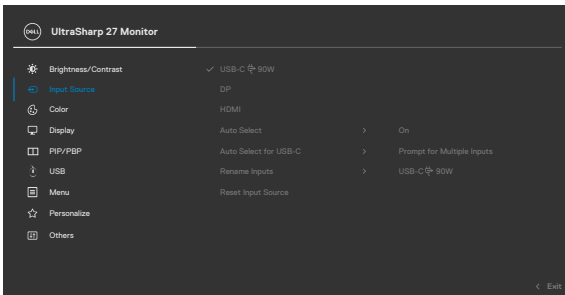 DELL
UltraSharp 27 Monitor
Brightness/Contrast
✓ USB-C 90W
Input Source
DP
Color
HDMI
Display
Auto Select > On
PIP/PBP
Auto Select for USB-C > Prompt for Multiple Inputs
USB
Rename Inputs > USB-C 90W
Menu
Reset Input Source
Personalize
Others
< Exit